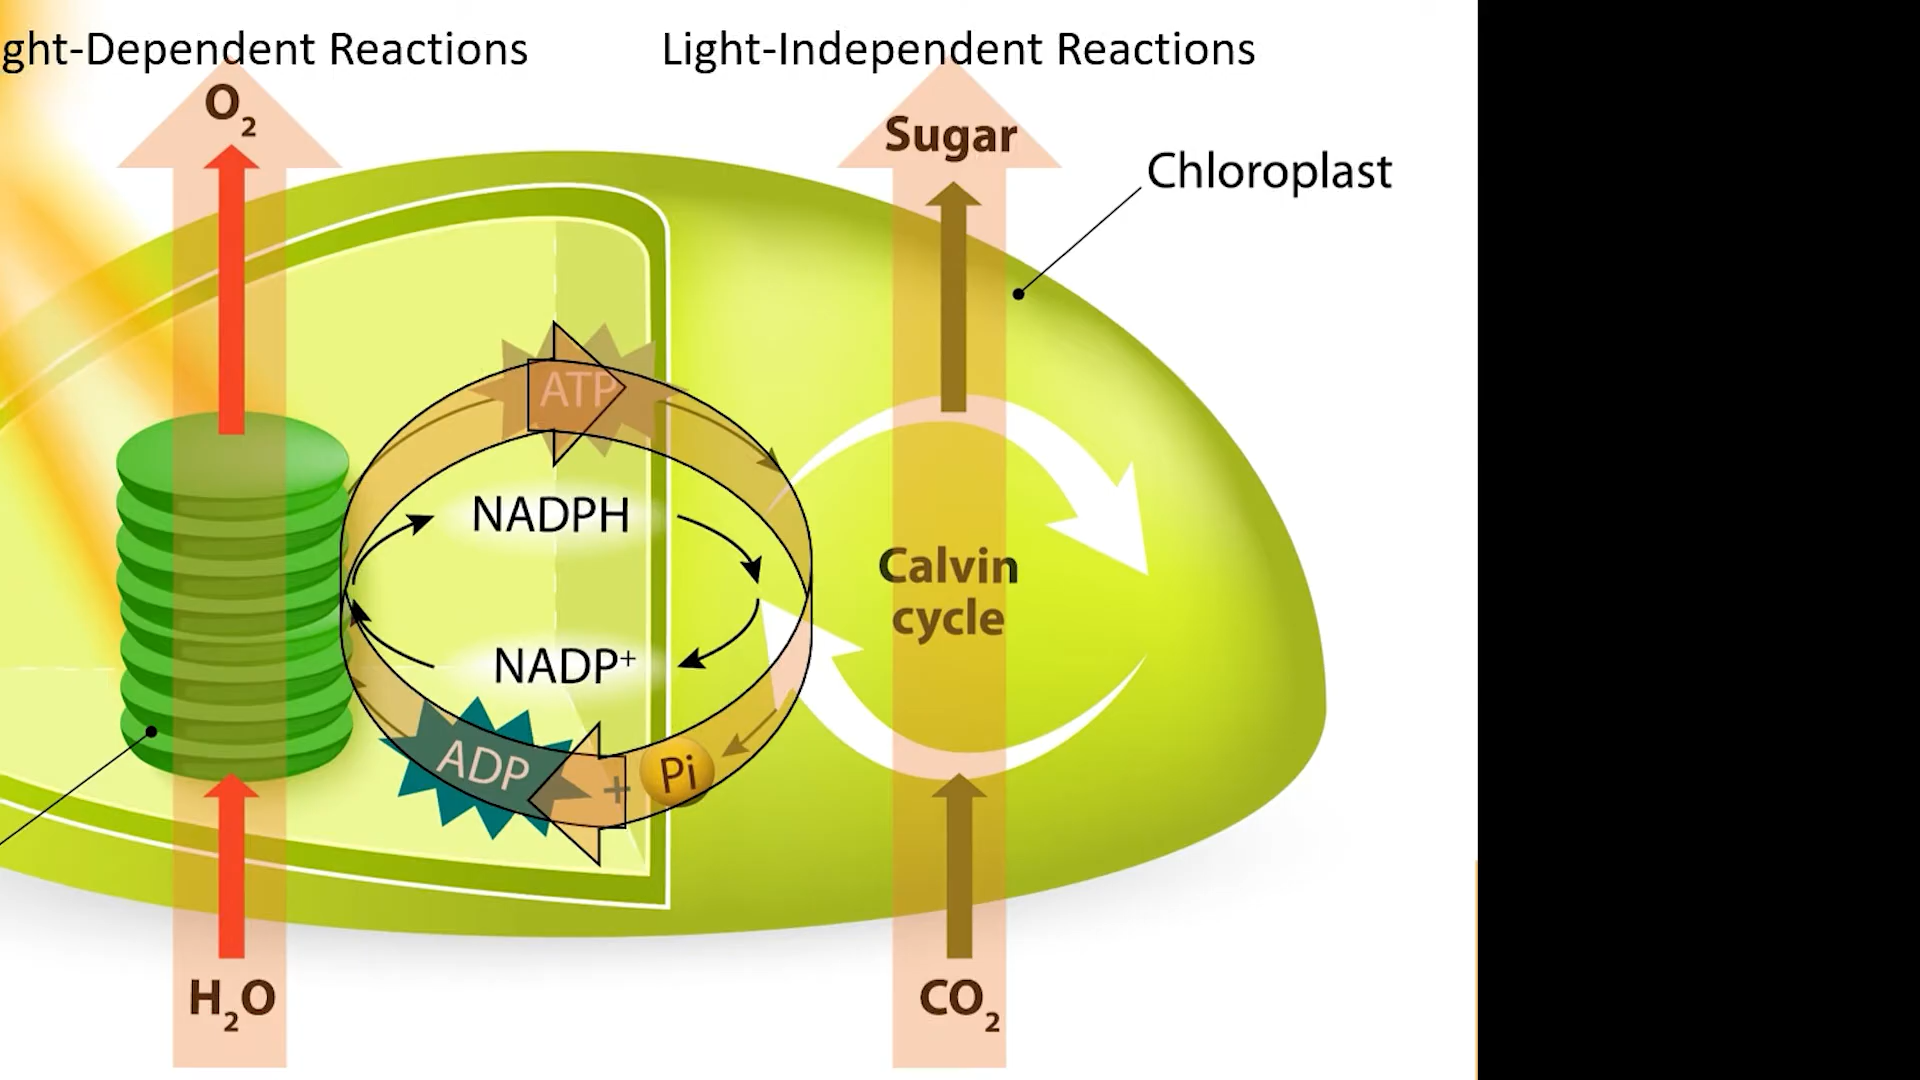 ght-Dependent Reactions
Light-Independent Reactions
O₂
Sugar
Chloroplast
ATP
NADPH
Calvin
cycle
NADP⁺
ADP
+
Pi
H₂O
CO₂